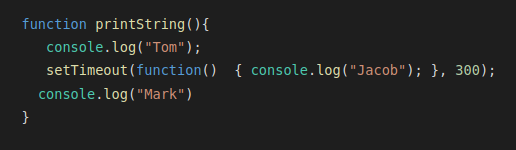 function printString(){
   console.log("Tom");
   setTimeout(function()  { console.log("Jacob"); }, 300);
  console.log("Mark")
}